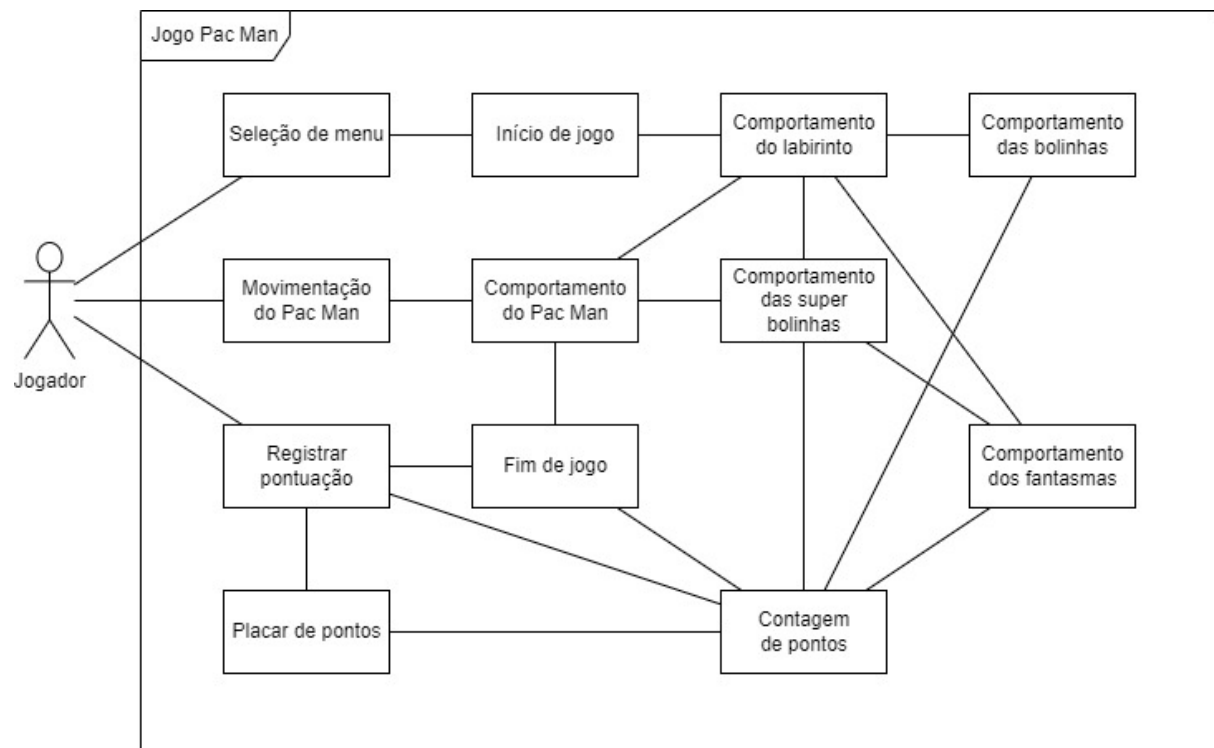 Jogo Pac Man
Seleção de menu
Início de jogo
Comportamento
do labirinto
Comportamento
das bolinhas
Movimentação
do Pac Man
Comportamento
do Pac Man
Comportamento
das super
bolinhas
Jogador
Registrar
pontuação
Fim de jogo
Comportamento
dos fantasmas
Placar de pontos
Contagem
de pontos